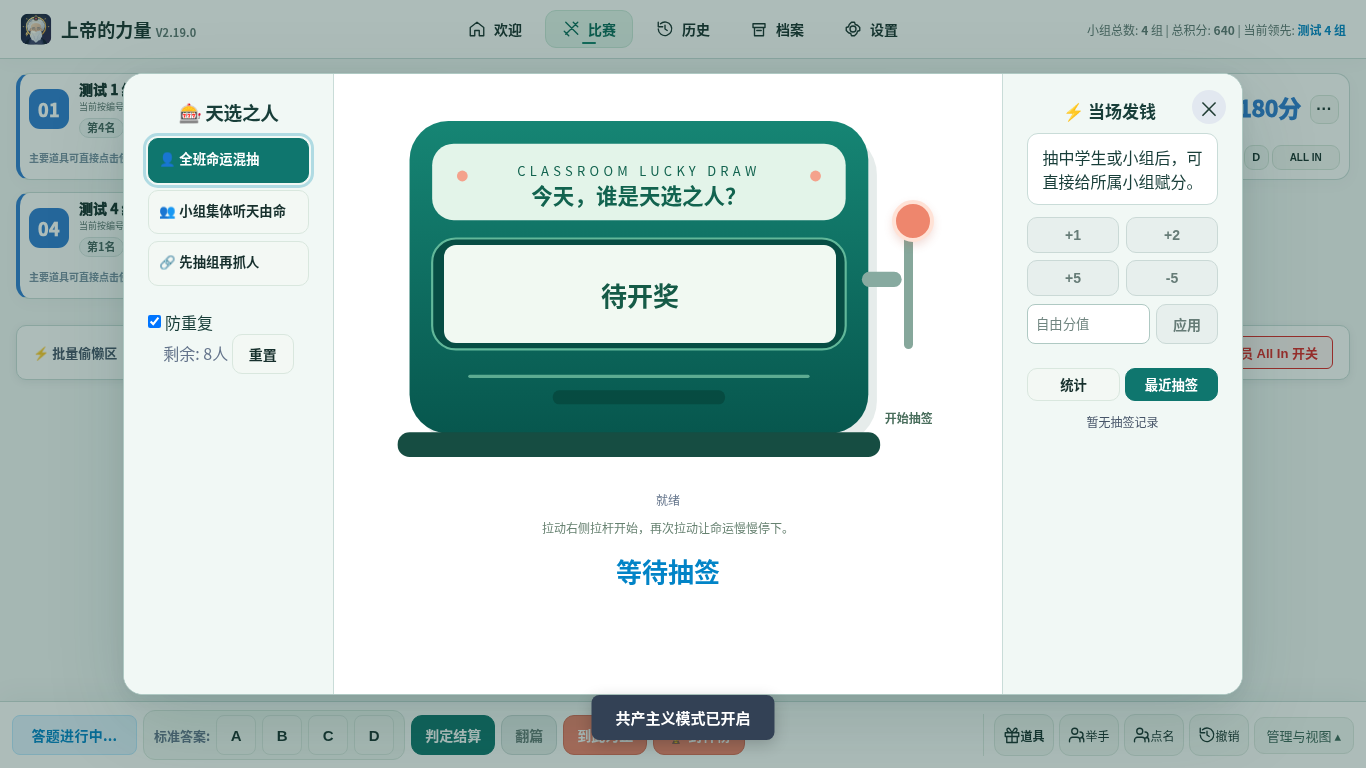 上帝的力量 V2.19.0
欢迎
比赛
历史
档案
设置
小组总数: 4 组 | 总积分: 640 | 当前领先: 测试 4 组
01
测试 1
当前按编号
第4名
主要道具可直接点击
04
测试 4
当前按编号
第1名
主要道具可直接点击
⚡ 批量偷懒区
🎰 天选之人
👤 全班命运混抽
👥 小组集体听天由命
🔗 先抽组再抓人
防重复
剩余: 8人
重置
CLASSROOM LUCKY DRAW
今天，谁是天选之人？
待开奖
开始抽签
就绪
拉动右侧拉杆开始，再次拉动让命运慢慢停下。
等待抽签
⚡ 当场发钱
抽中学生或小组后，可
直接给所属小组赋分。
+1
+2
+5
-5
自由分值
应用
统计
最近抽签
暂无抽签记录
180分
D
ALL IN
员 All In 开关
共产主义模式已开启
答题进行中...
标准答案:
A
B
C
D
判定结算
翻篇
道具
举手
点名
撤销
管理与视图 ▴